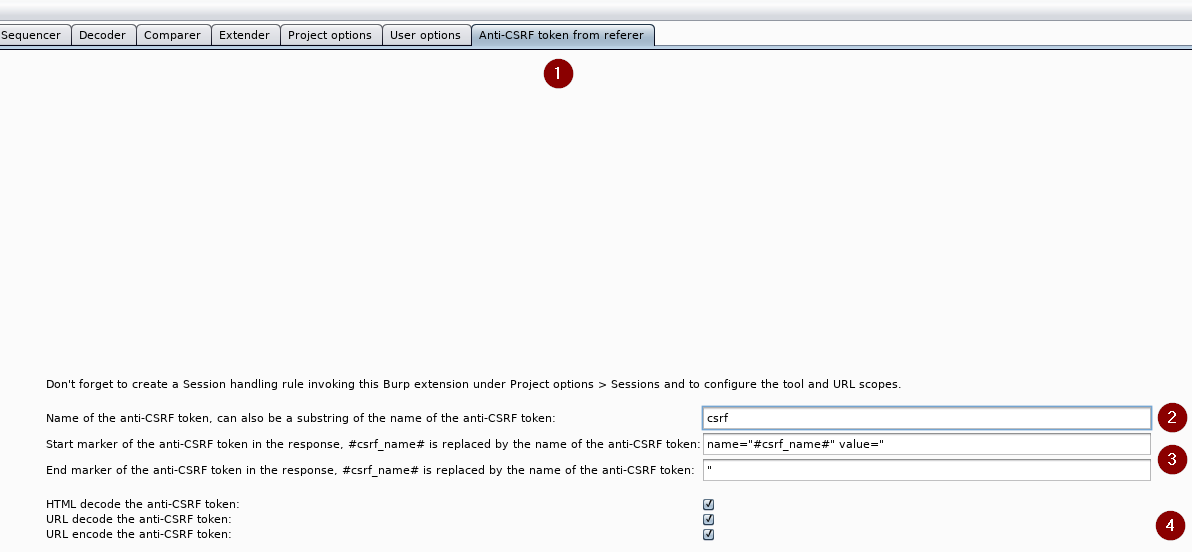 Sequencer Decoder Comparer Extender Project options User options Anti-CSRF token from referer
1
Don't forget to create a Session handling rule invoking this Burp extension under Project options > Sessions and to configure the tool and URL scopes.
Name of the anti-CSRF token, can also be a substring of the name of the anti-CSRF token: csrf 2
Start marker of the anti-CSRF token in the response, #csrf_name# is replaced by the name of the anti-CSRF token: name="#csrf_name#" value="
3
End marker of the anti-CSRF token in the response, #csrf_name# is replaced by the name of the anti-CSRF token: "
HTML decode the anti-CSRF token:
URL decode the anti-CSRF token:
4
URL encode the anti-CSRF token: